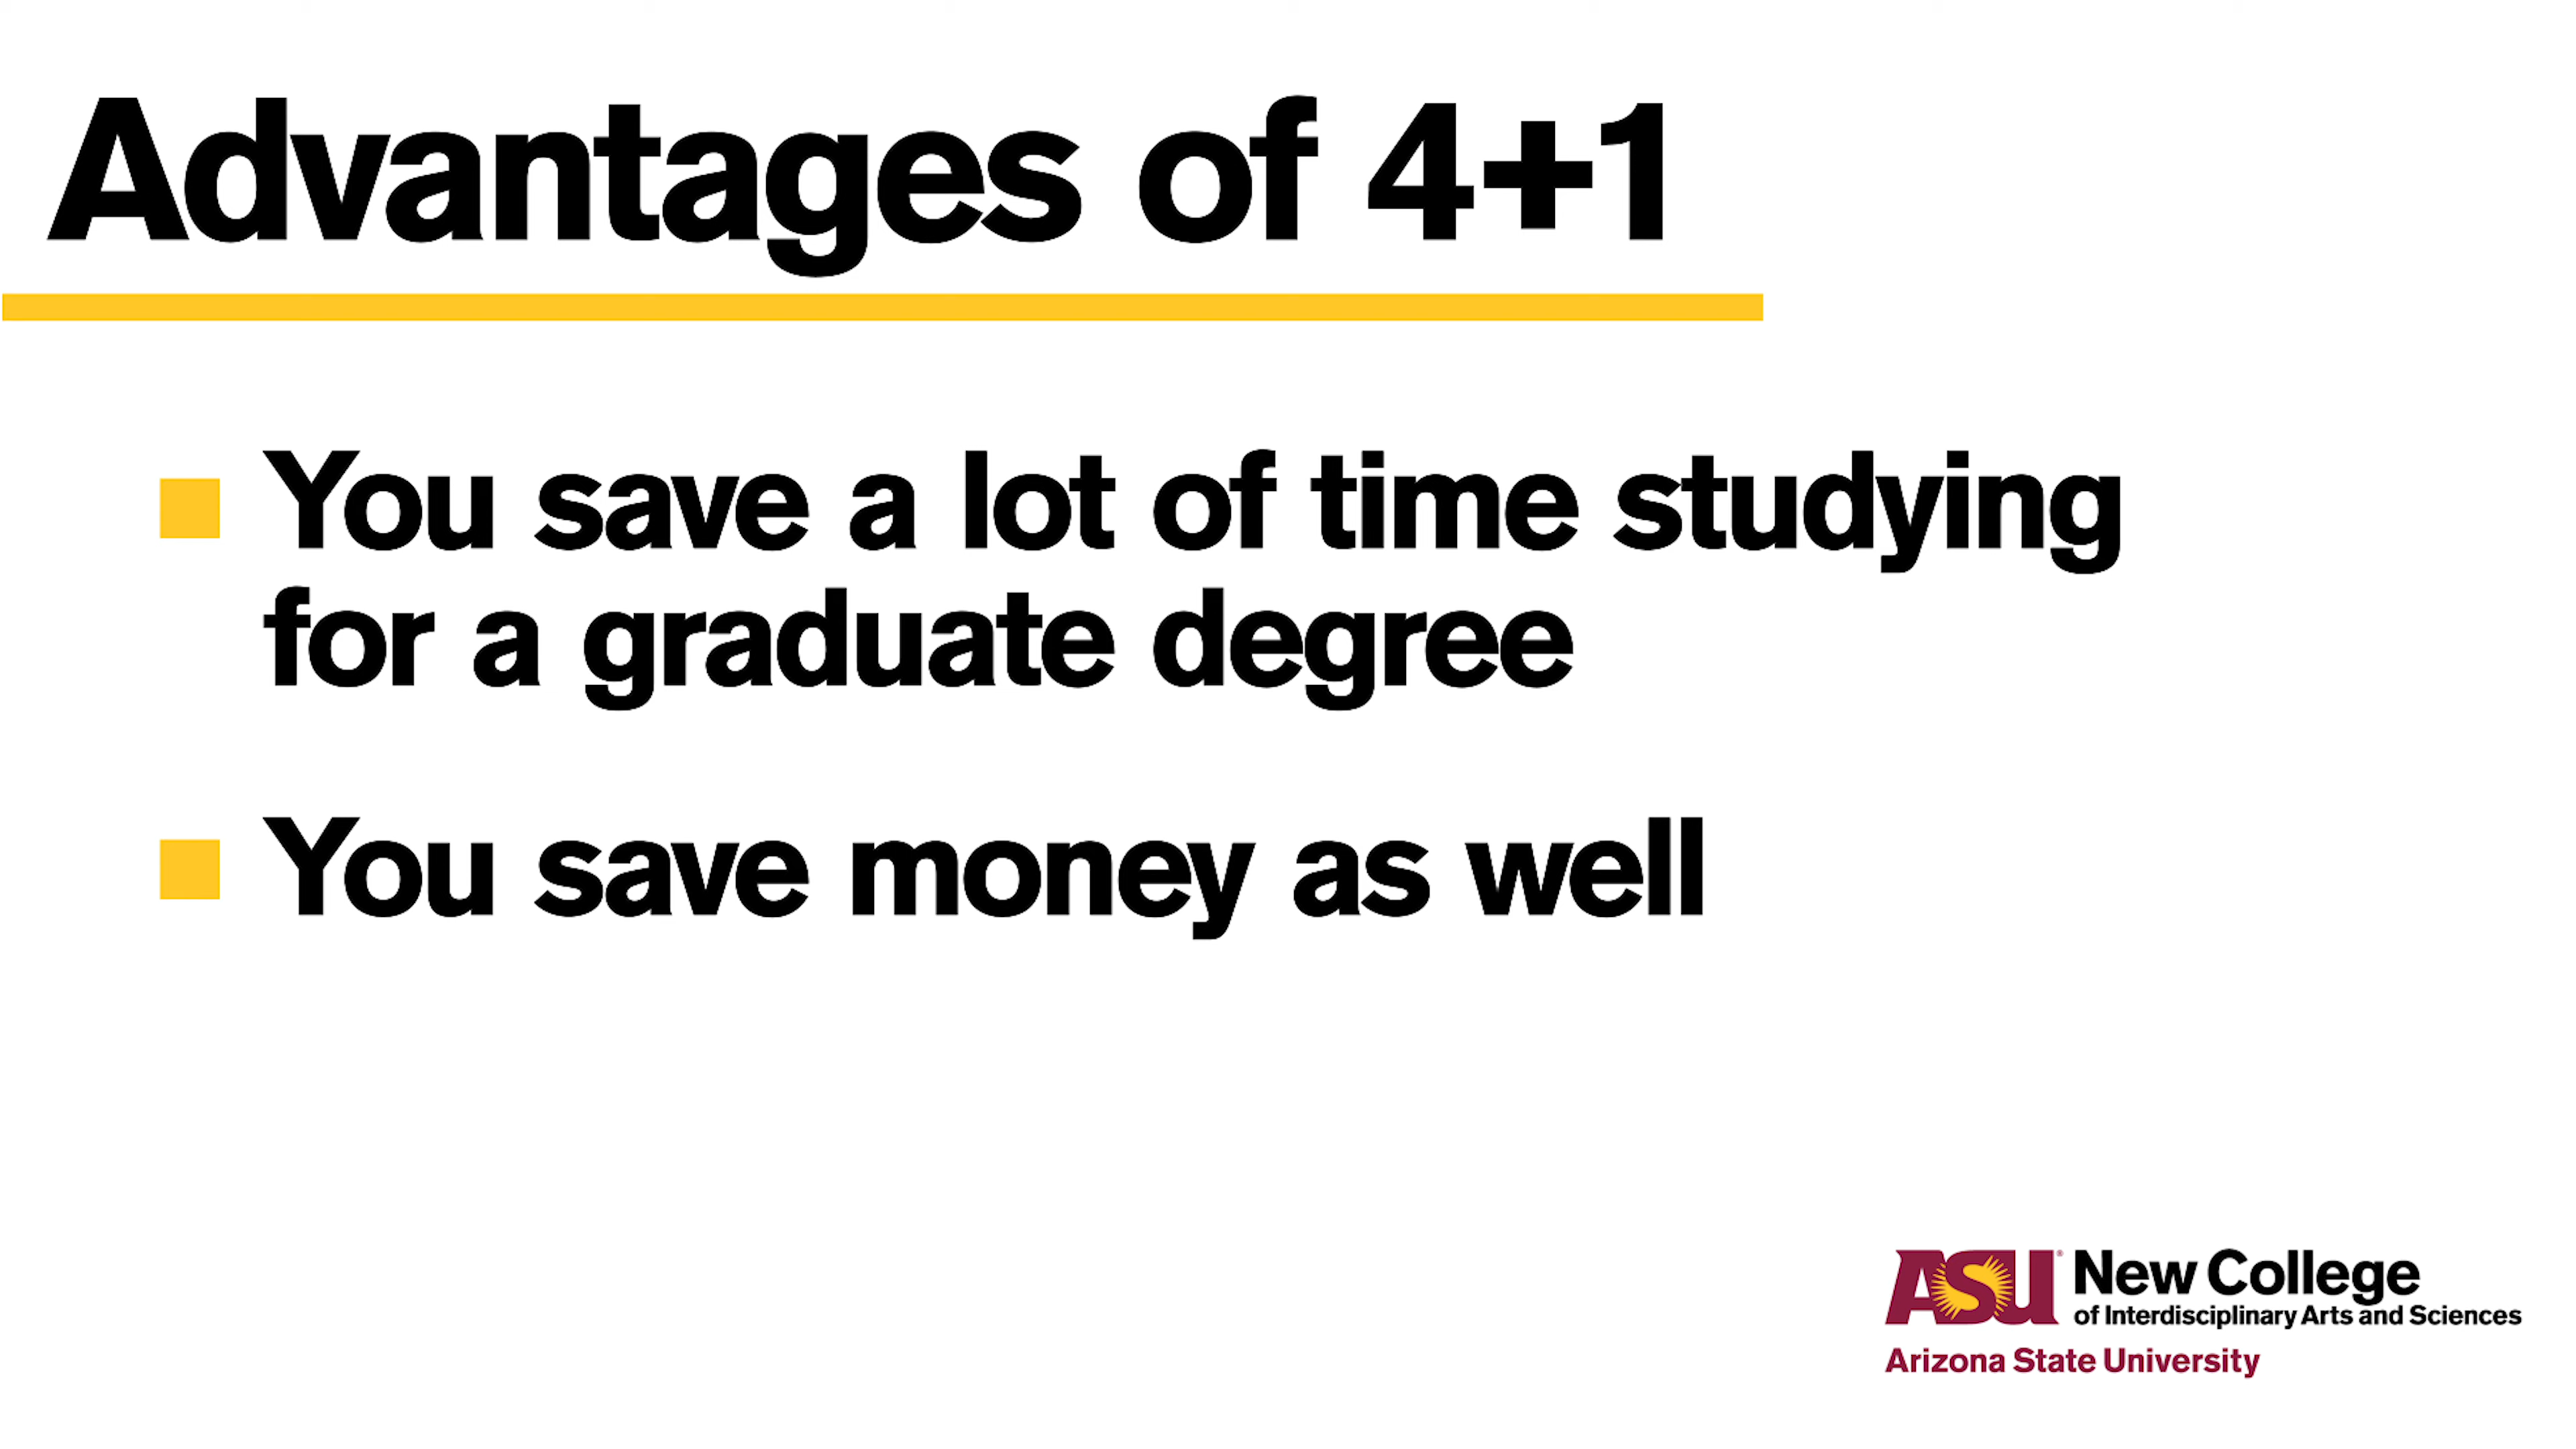 Advantages of 4+1
You save a lot of time studying
for a graduate degree
You save money as well
ASU® New College
of Interdisciplinary Arts and Sciences
Arizona State University